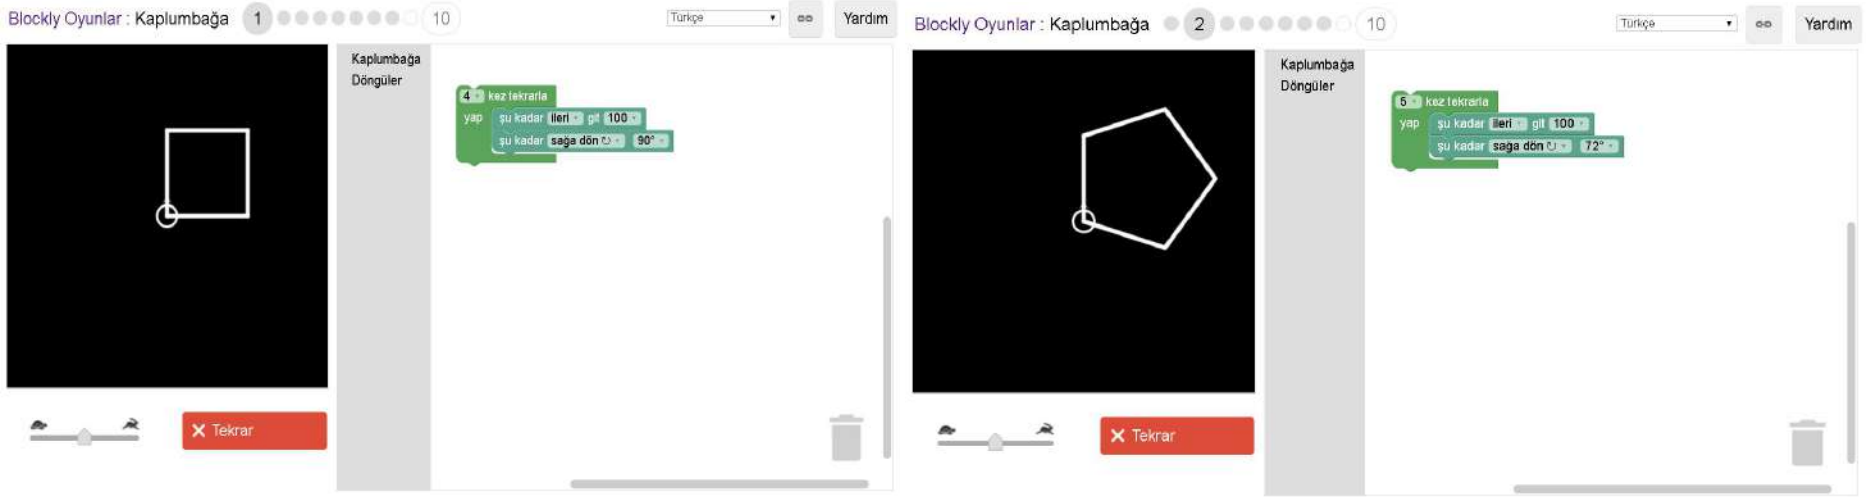 Blockly Oyunlar : Kaplumbağa 1 10 Türkçe Yardım
Kaplumbağa
Döngüler
4 kez tekrarla
yap şu kadar ileri git 100
şu kadar sağa dön ↻ 90°
Tekrar
Blockly Oyunlar : Kaplumbağa 2 10 Türkçe Yardım
Kaplumbağa
Döngüler
5 kez tekrarla
yap şu kadar ileri git 100
şu kadar sağa dön ↻ 72°
Tekrar